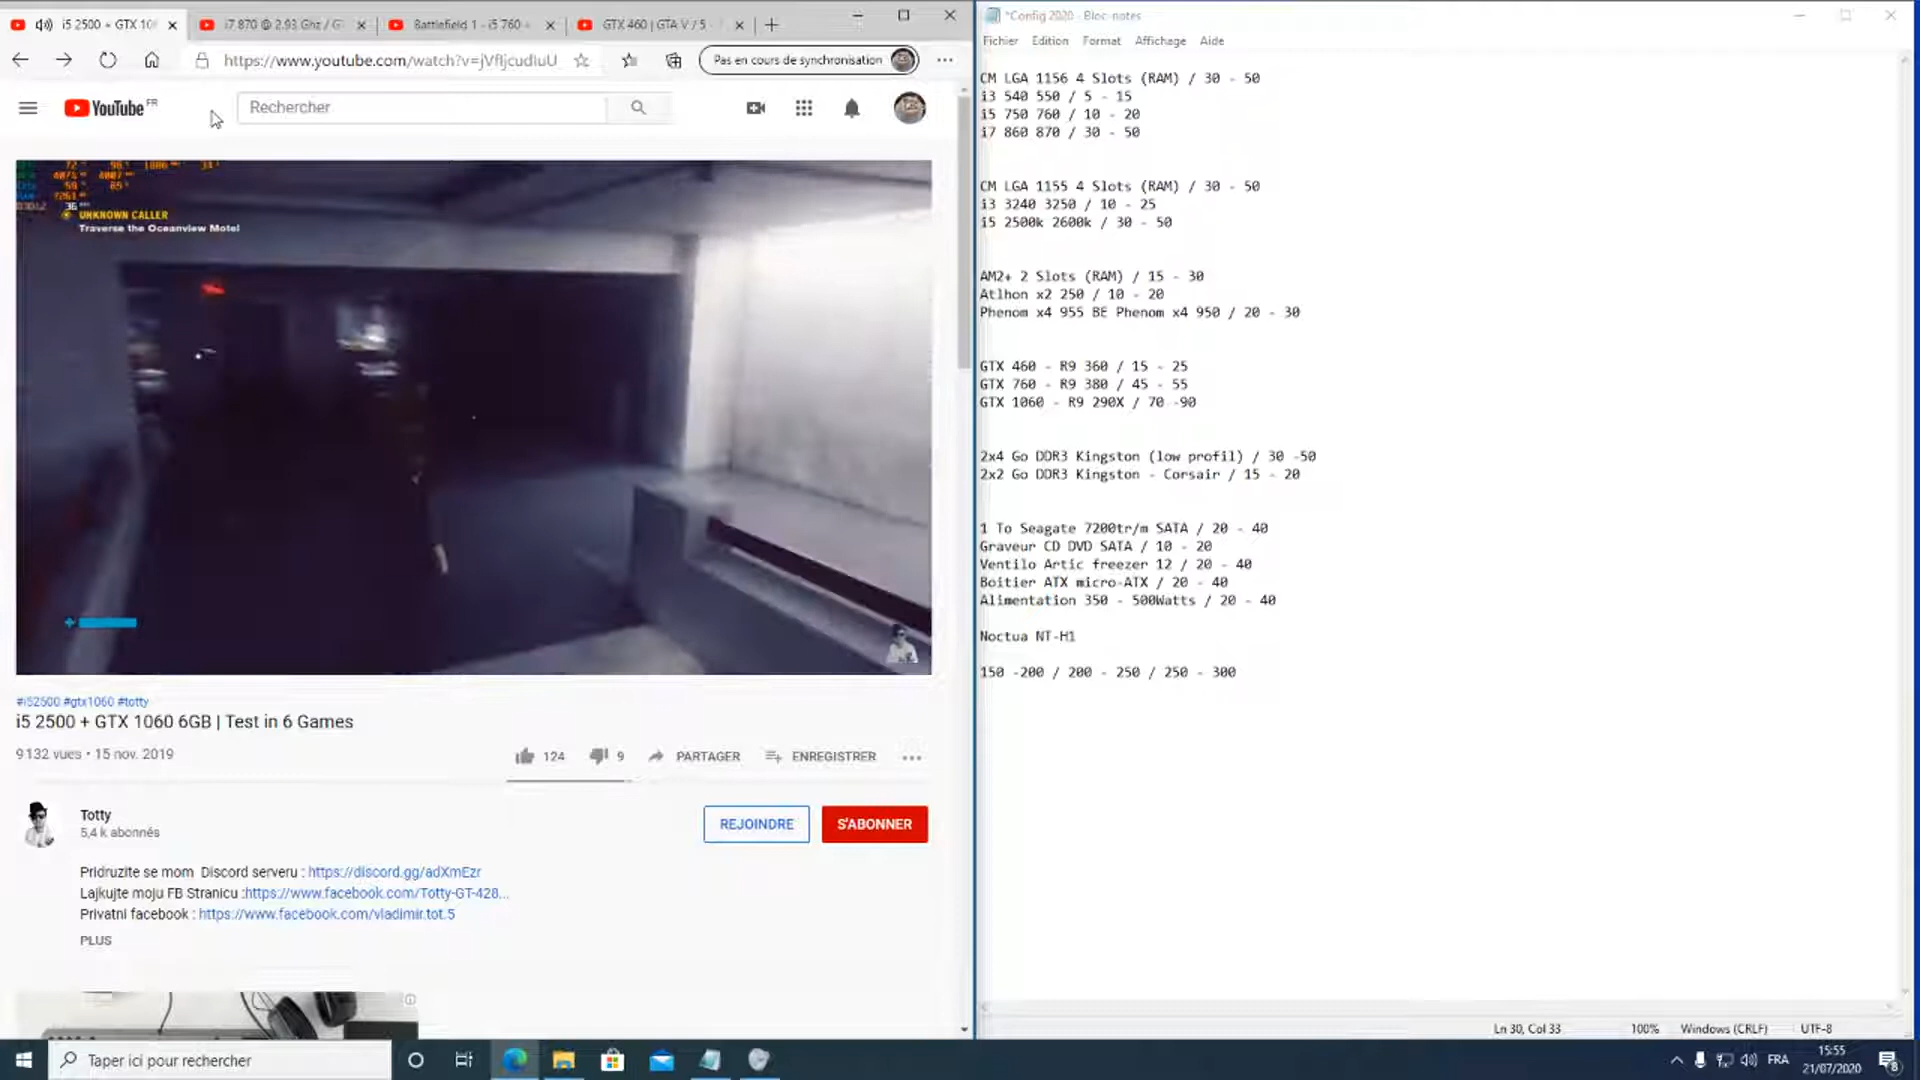 i5 2500 + GTX 10
i7 870 @ 2.93 Ghz / G
Battlefield 1 - i5 760 +
GTX 460 | GTA V / 5 -
https://www.youtube.com/watch?v=jVfIjcudIuU
Pas en cours de synchronisation
YouTube FR
Rechercher
UNKNOWN CALLER
Traverse the Oceanview Motel
#i52500 #gtx1060 #totty
i5 2500 + GTX 1060 6GB | Test in 6 Games
9 132 vues • 15 nov. 2019
124
9
PARTAGER
ENREGISTRER
Totty
5,4 k abonnés
REJOINDRE
S'ABONNER
Pridruzite se mom Discord serveru : https://discord.gg/adXmEzr
Lajkujte moju FB Stranicu :https://www.facebook.com/Totty-GT-428...
Privatni facebook : https://www.facebook.com/vladimir.tot.5
PLUS
*Config 2020 - Bloc-notes
Fichier Edition Format Affichage Aide
CM LGA 1156 4 Slots (RAM) / 30 - 50
i3 540 550 / 5 - 15
i5 750 760 / 10 - 20
i7 860 870 / 30 - 50
CM LGA 1155 4 Slots (RAM) / 30 - 50
i3 3240 3250 / 10 - 25
i5 2500k 2600k / 30 - 50
AM2+ 2 Slots (RAM) / 15 - 30
Atlhon x2 250 / 10 - 20
Phenom x4 955 BE Phenom x4 950 / 20 - 30
GTX 460 - R9 360 / 15 - 25
GTX 760 - R9 380 / 45 - 55
GTX 1060 - R9 290X / 70 -90
2x4 Go DDR3 Kingston (low profil) / 30 -50
2x2 Go DDR3 Kingston - Corsair / 15 - 20
1 To Seagate 7200tr/m SATA / 20 - 40
Graveur CD DVD SATA / 10 - 20
Ventilo Artic freezer 12 / 20 - 40
Boitier ATX micro-ATX / 20 - 40
Alimentation 350 - 500Watts / 20 - 40
Noctua NT-H1
150 -200 / 200 - 250 / 250 - 300
Ln 30, Col 33
100%
Windows (CRLF)
UTF-8
Taper ici pour rechercher
FRA
15:55
21/07/2020
8